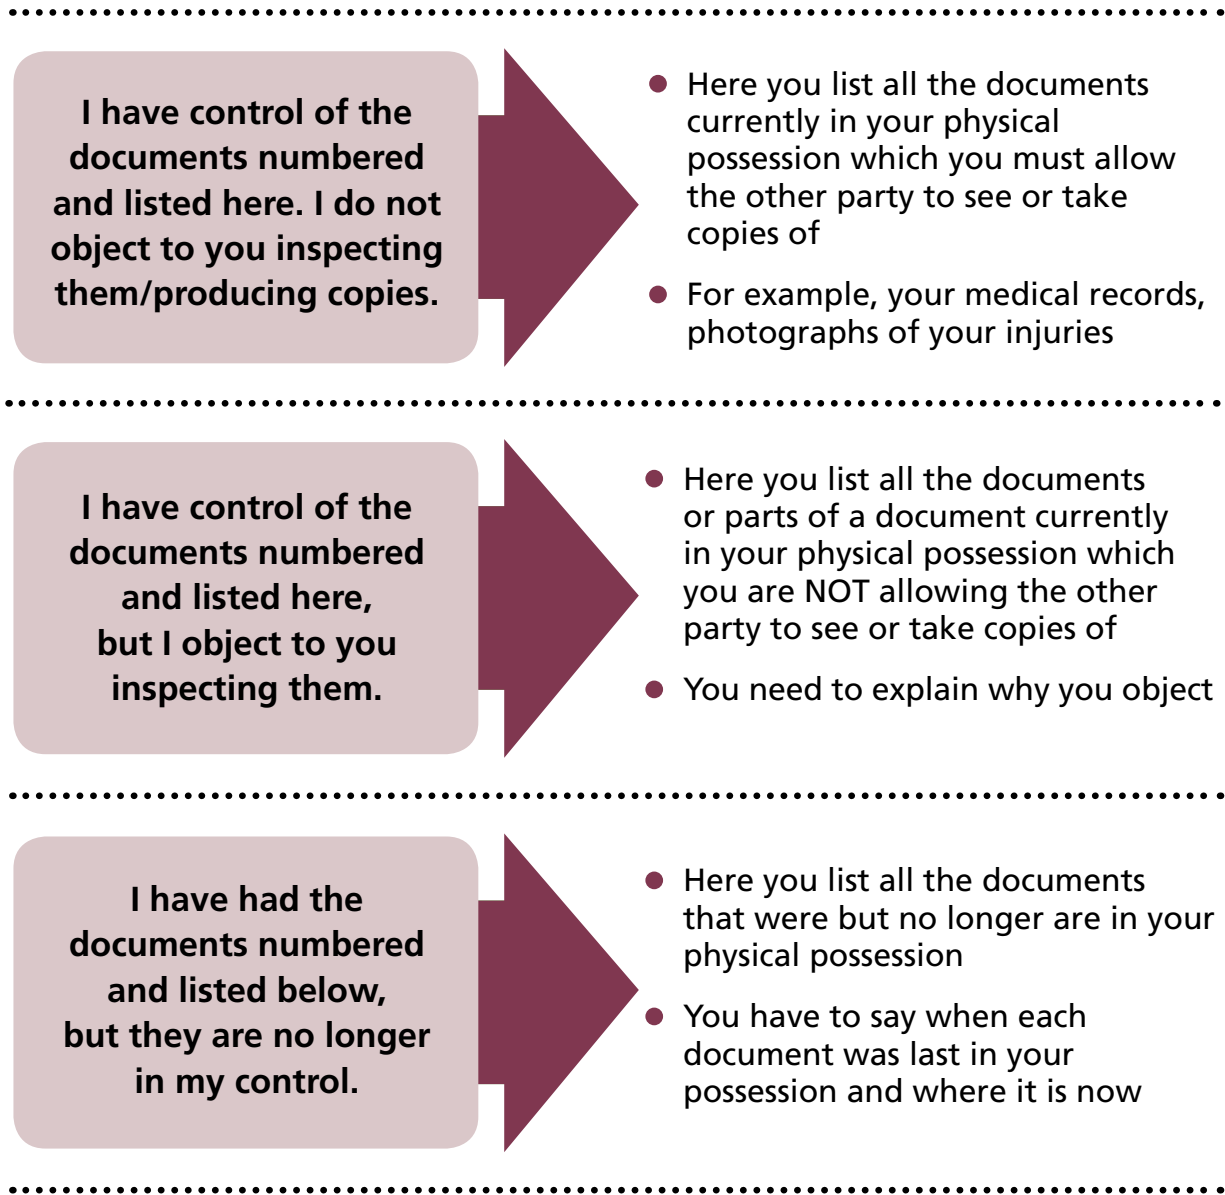 I have control of the
documents numbered
and listed here. I do not
object to you inspecting
them/producing copies.
● Here you list all the documents
currently in your physical
possession which you must allow
the other party to see or take
copies of
● For example, your medical records,
photographs of your injuries
I have control of the
documents numbered
and listed here,
but I object to you
inspecting them.
● Here you list all the documents
or parts of a document currently
in your physical possession which
you are NOT allowing the other
party to see or take copies of
● You need to explain why you object
I have had the
documents numbered
and listed below,
but they are no longer
in my control.
● Here you list all the documents
that were but no longer are in your
physical possession
● You have to say when each
document was last in your
possession and where it is now